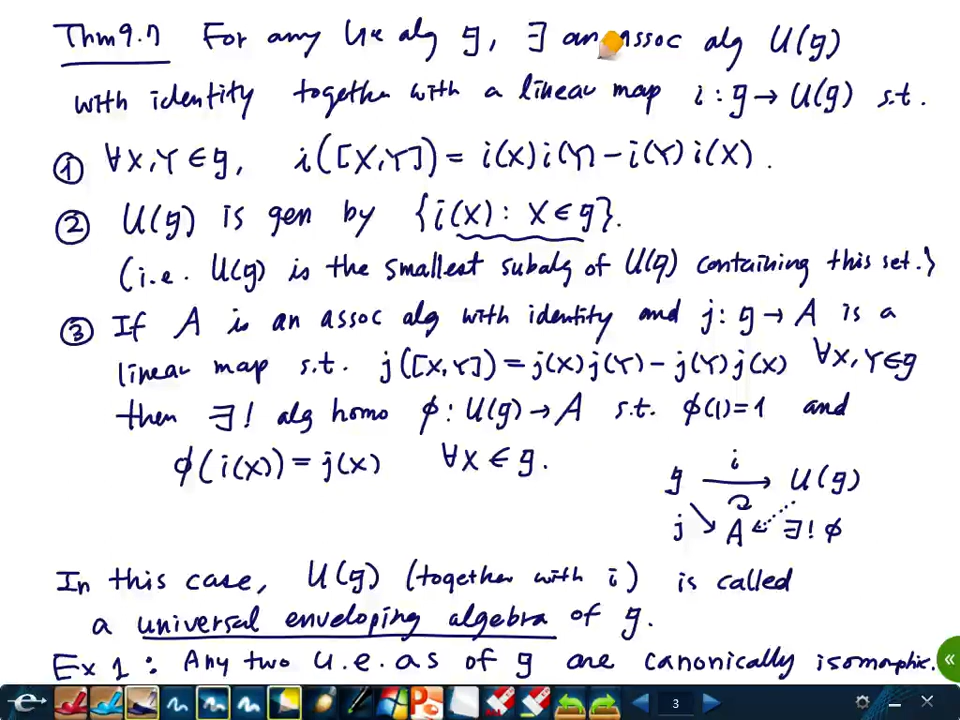 Thm 9.7 For any Lie alg g, ∃ an assoc alg U(g)
with identity together with a linear map i : g → U(g) s.t.
① ∀X,Y ∈ g, i([X,Y]) = i(X)i(Y) − i(Y)i(X).
② U(g) is gen by {i(X) : X ∈ g}.
(i.e. U(g) is the smallest subalg of U(g) containing this set.)
③ If A is an assoc alg with identity and j : g → A is a
linear map s.t. j([X,Y]) = j(X)j(Y) − j(Y)j(X) ∀X,Y ∈ g
then ∃! alg homo φ : U(g) → A s.t. φ(1)=1 and
φ(i(X)) = j(X) ∀X ∈ g.
g i → U(g)
j A ∃! φ
In this case, U(g) (together with i) is called
a universal enveloping algebra of g.
Ex 1 : Any two u.e.as of g are canonically isomorphic.
3